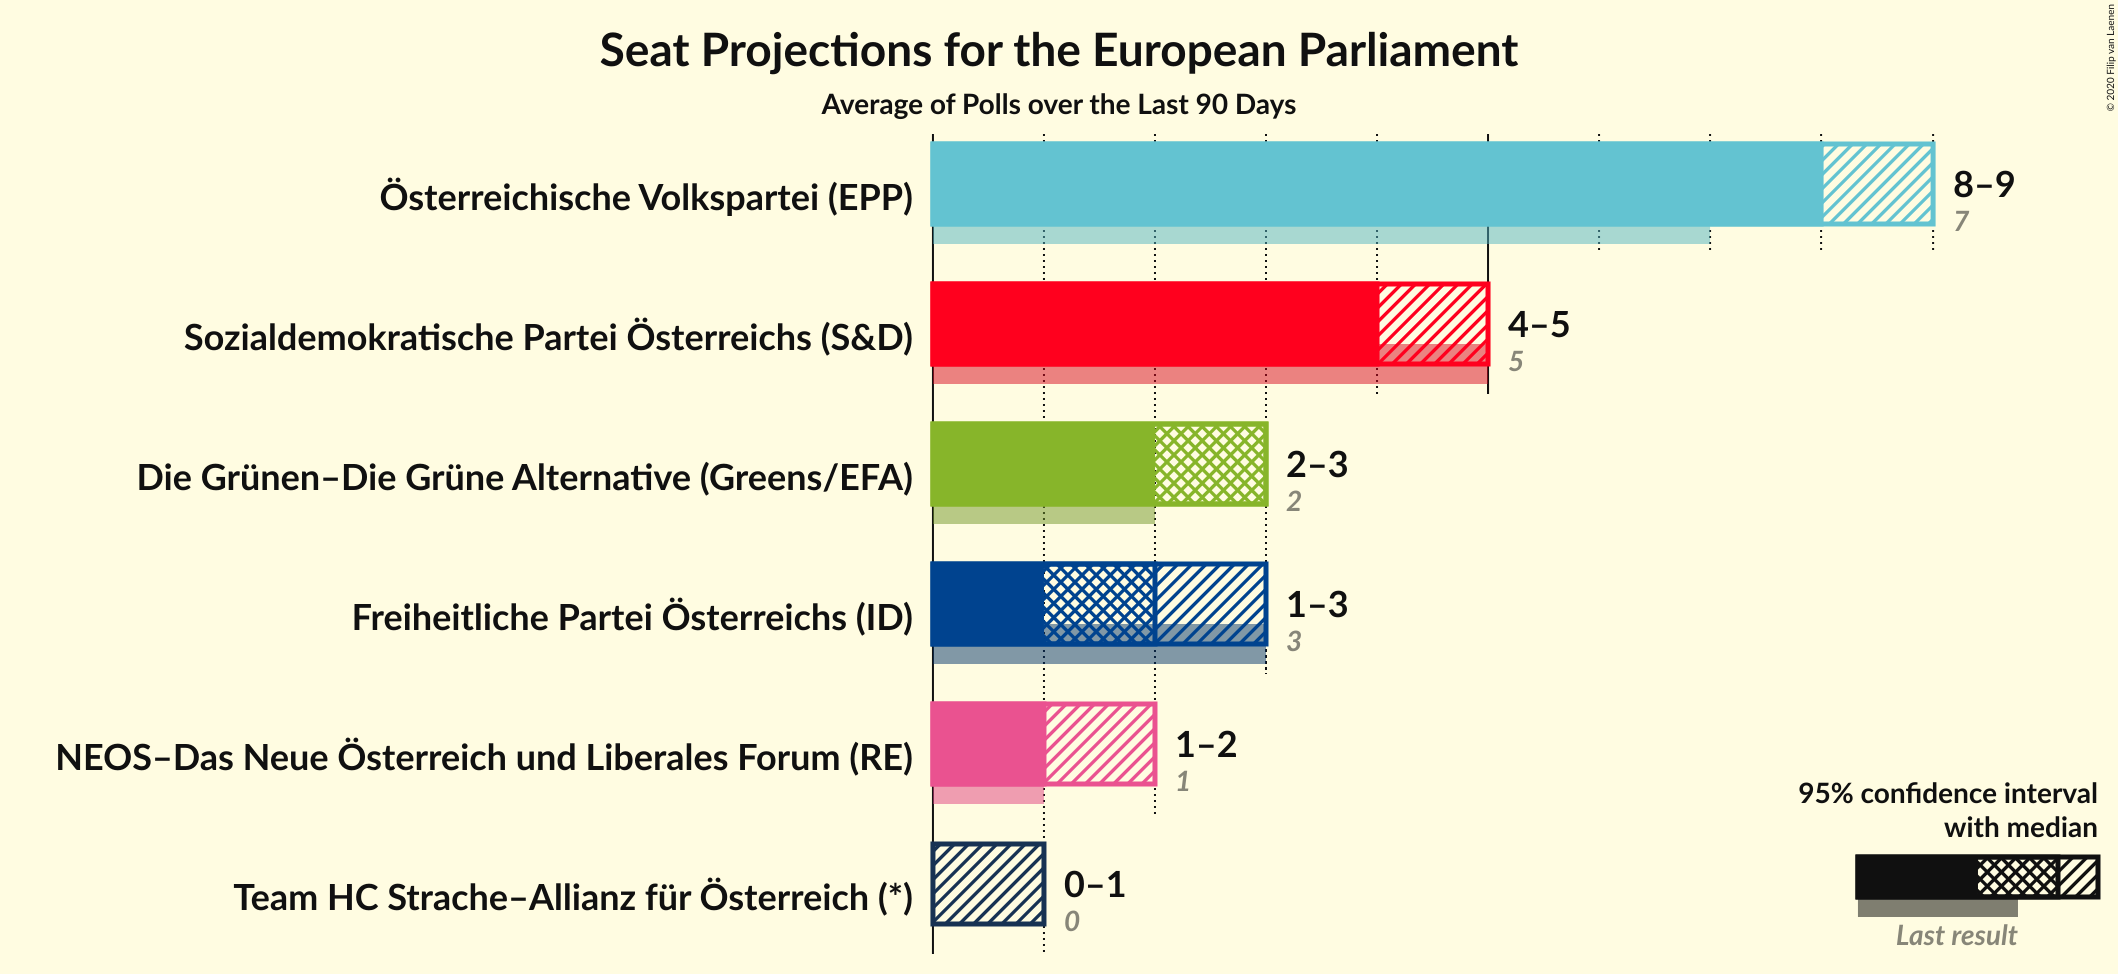 Seat Projections for the European Parliament
Average of Polls over the Last 90 Days
© 2020 Filip van Laenen
Österreichische Volkspartei (EPP)
8–9
7
Sozialdemokratische Partei Österreichs (S&D)
4–5
5
Die Grünen–Die Grüne Alternative (Greens/EFA)
2–3
2
Freiheitliche Partei Österreichs (ID)
1–3
3
NEOS–Das Neue Österreich und Liberales Forum (RE)
1–2
1
Team HC Strache–Allianz für Österreich (*)
0–1
0
95% confidence interval
with median
Last result